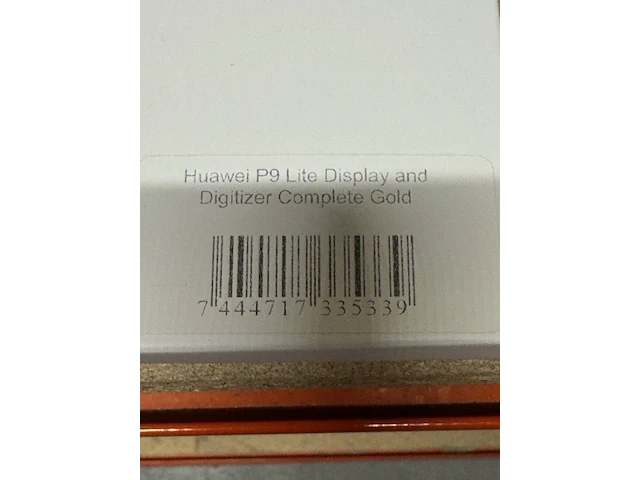 Huawei P9 Lite Display and
Digitizer Complete Gold
7 444717 335339